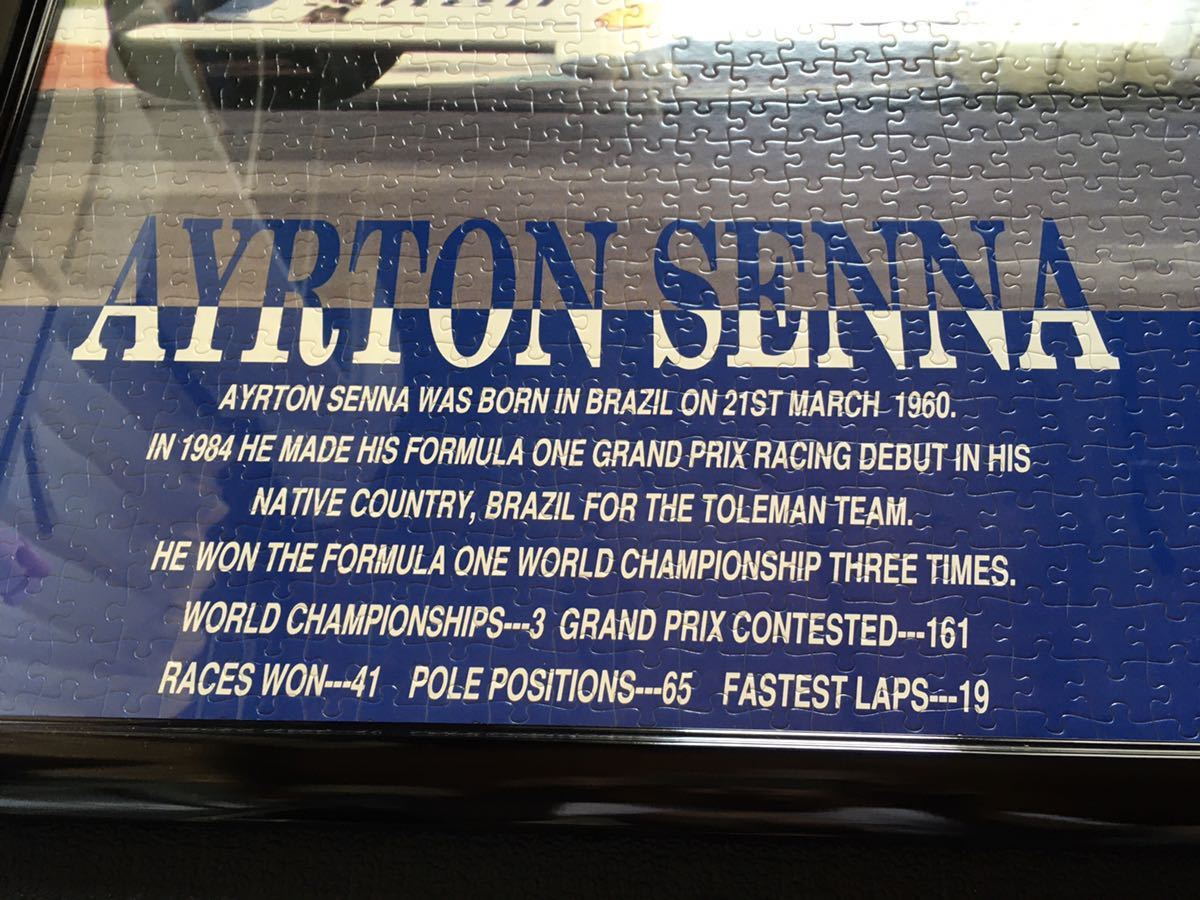 AYRTON SENNA
AYRTON SENNA WAS BORN IN BRAZIL ON 21ST MARCH 1960.
IN 1984 HE MADE HIS FORMULA ONE GRAND PRIX RACING DEBUT IN HIS
NATIVE COUNTRY, BRAZIL FOR THE TOLEMAN TEAM.
HE WON THE FORMULA ONE WORLD CHAMPIONSHIP THREE TIMES.
WORLD CHAMPIONSHIPS---3 GRAND PRIX CONTESTED---161
RACES WON---41 POLE POSITIONS---65 FASTEST LAPS---19